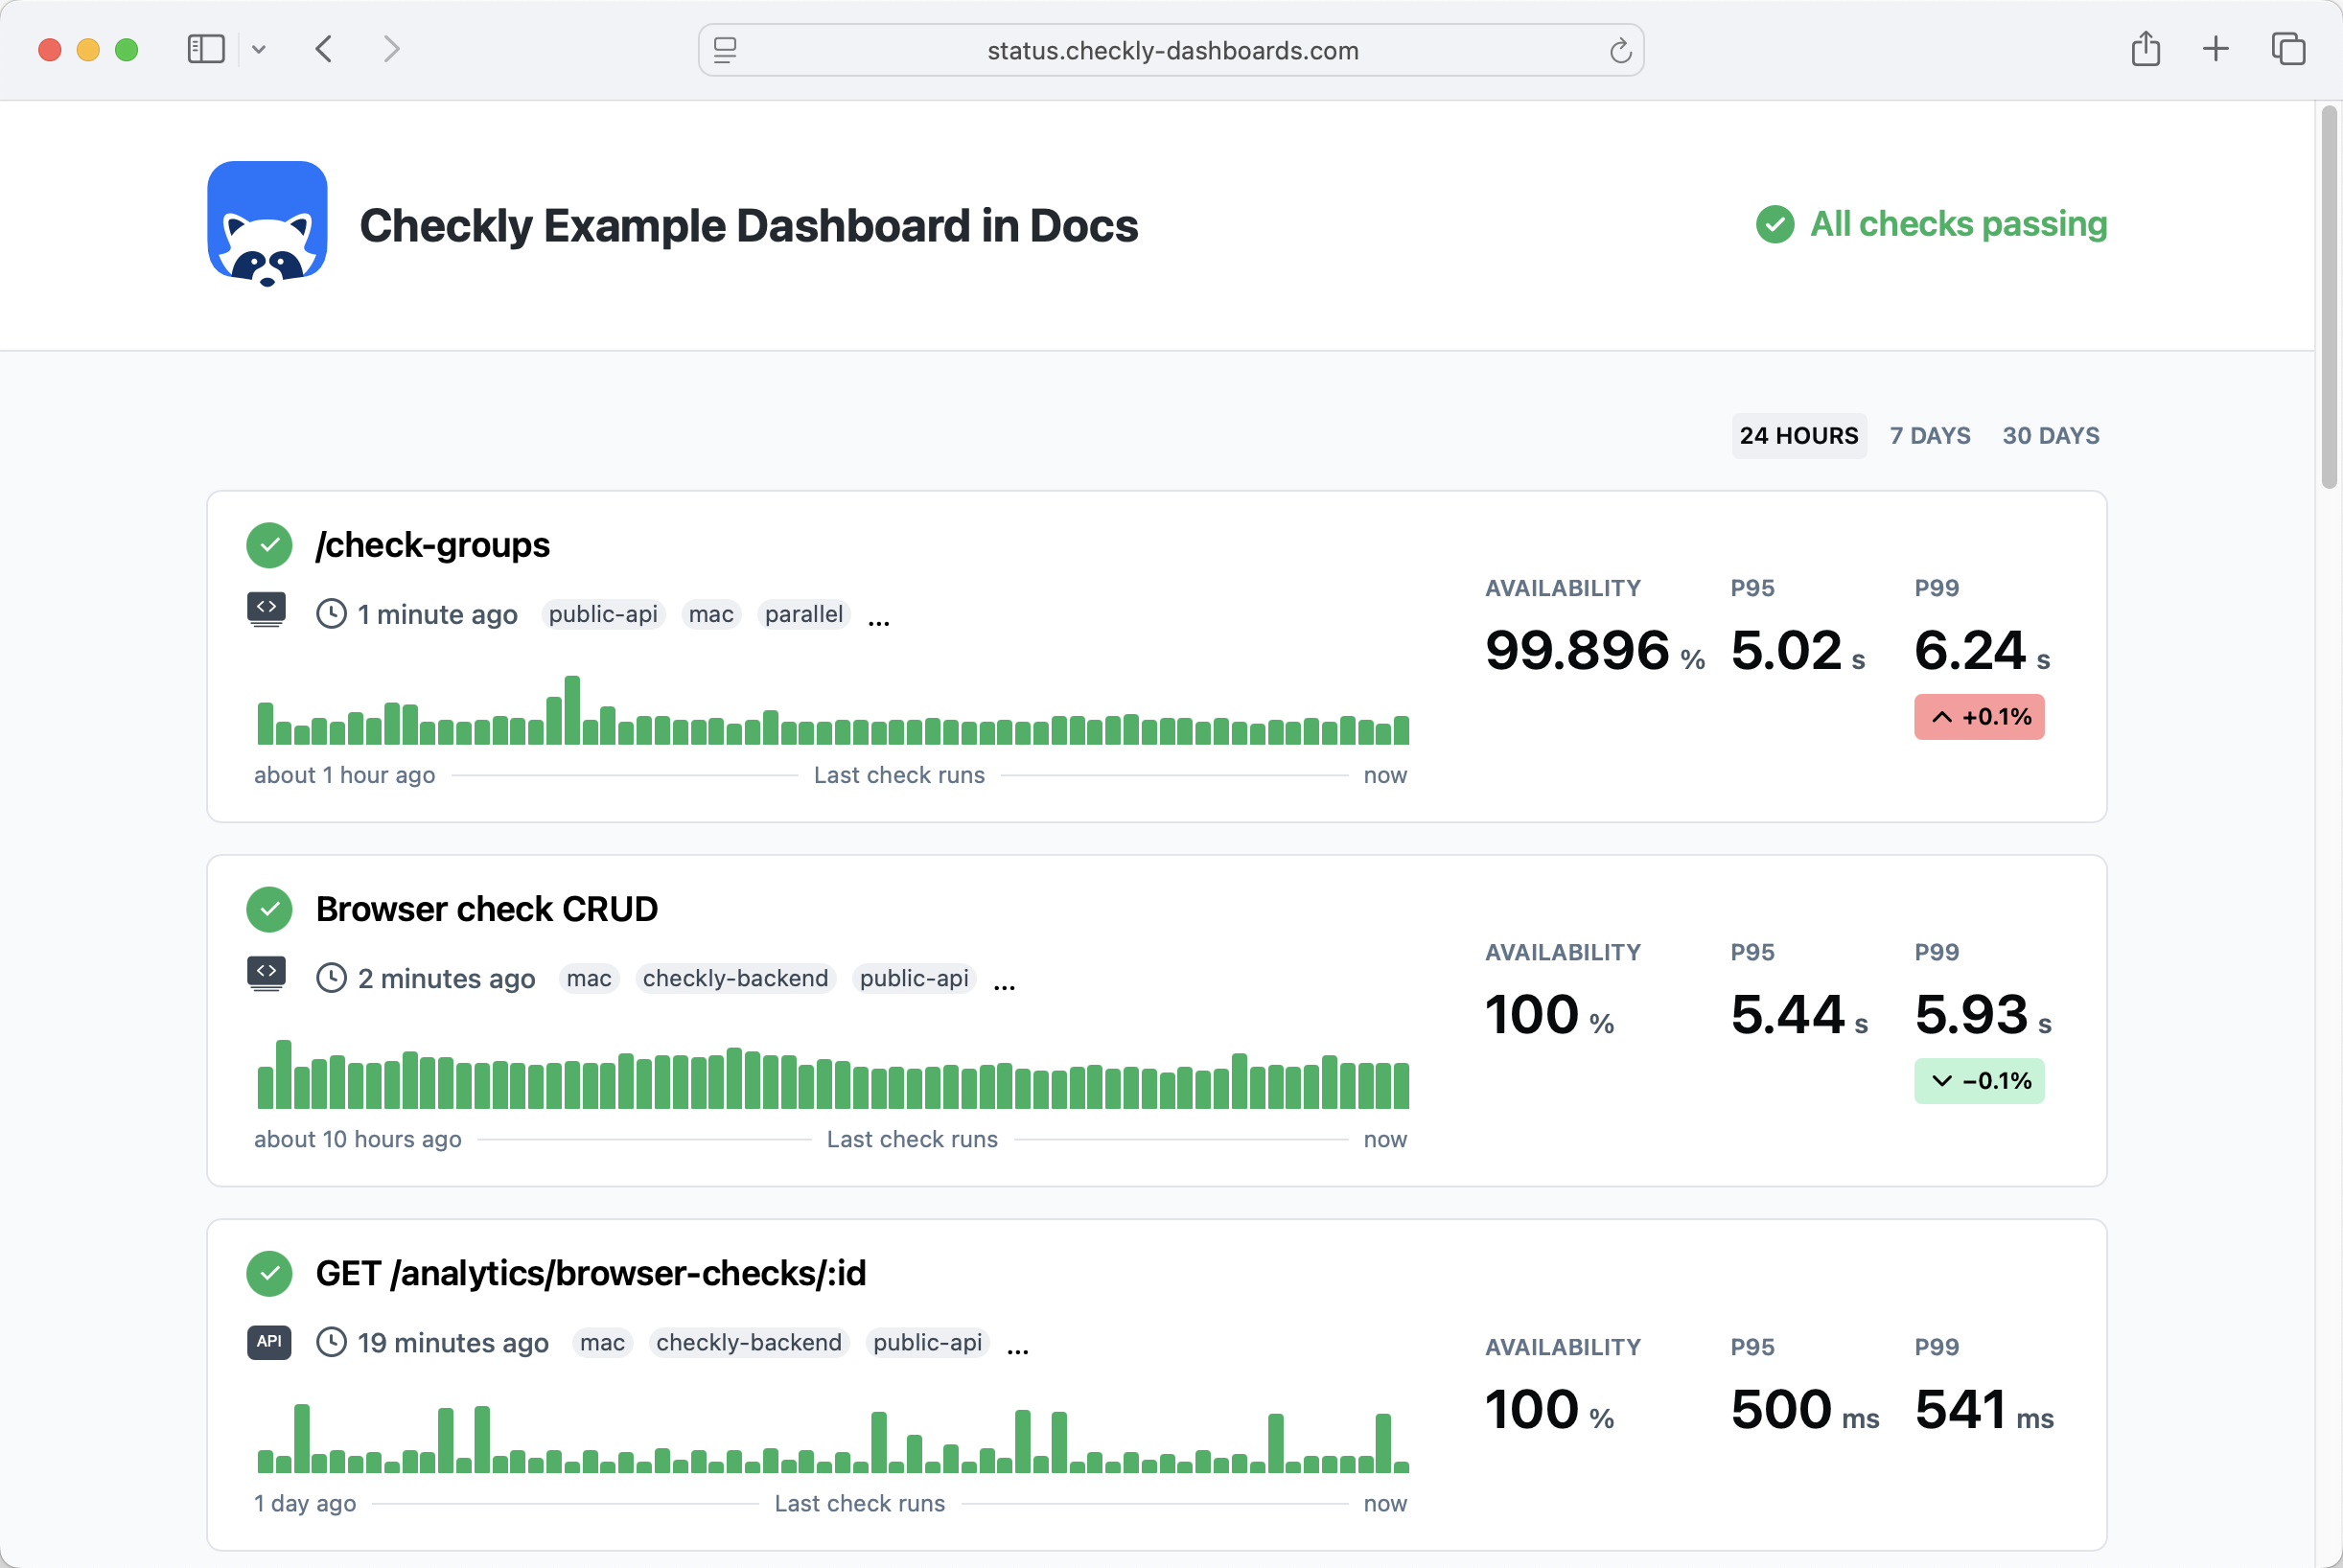 status.checkly-dashboards.com
Checkly Example Dashboard in Docs
All checks passing
24 HOURS 7 DAYS 30 DAYS
/check-groups
1 minute ago public-api mac parallel ...
AVAILABILITY P95 P99
99.896 % 5.02 s 6.24 s
+0.1%
about 1 hour ago Last check runs now
Browser check CRUD
2 minutes ago mac checkly-backend public-api ...
AVAILABILITY P95 P99
100 % 5.44 s 5.93 s
−0.1%
about 10 hours ago Last check runs now
GET /analytics/browser-checks/:id
API 19 minutes ago mac checkly-backend public-api ...
AVAILABILITY P95 P99
100 % 500 ms 541 ms
1 day ago Last check runs now